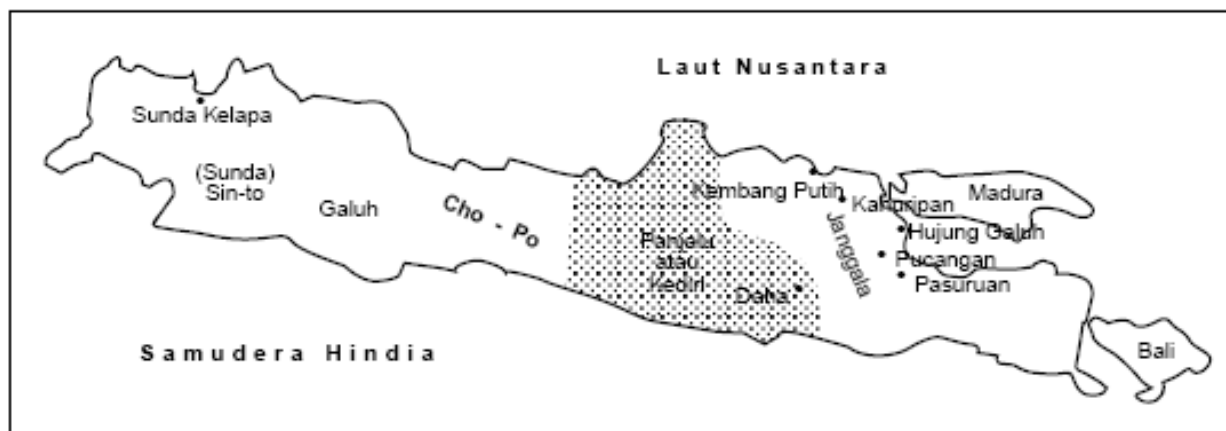 Laut Nusantara
Sunda Kelapa
(Sunda)
Sin-to
Galuh
Cho - Po
Kembang Putih
Kahuripan
Madura
Janggala
Hujung Galuh
Panjalu
atau
Kediri
Pucangan
Daha
Pasuruan
Samudera Hindia
Bali